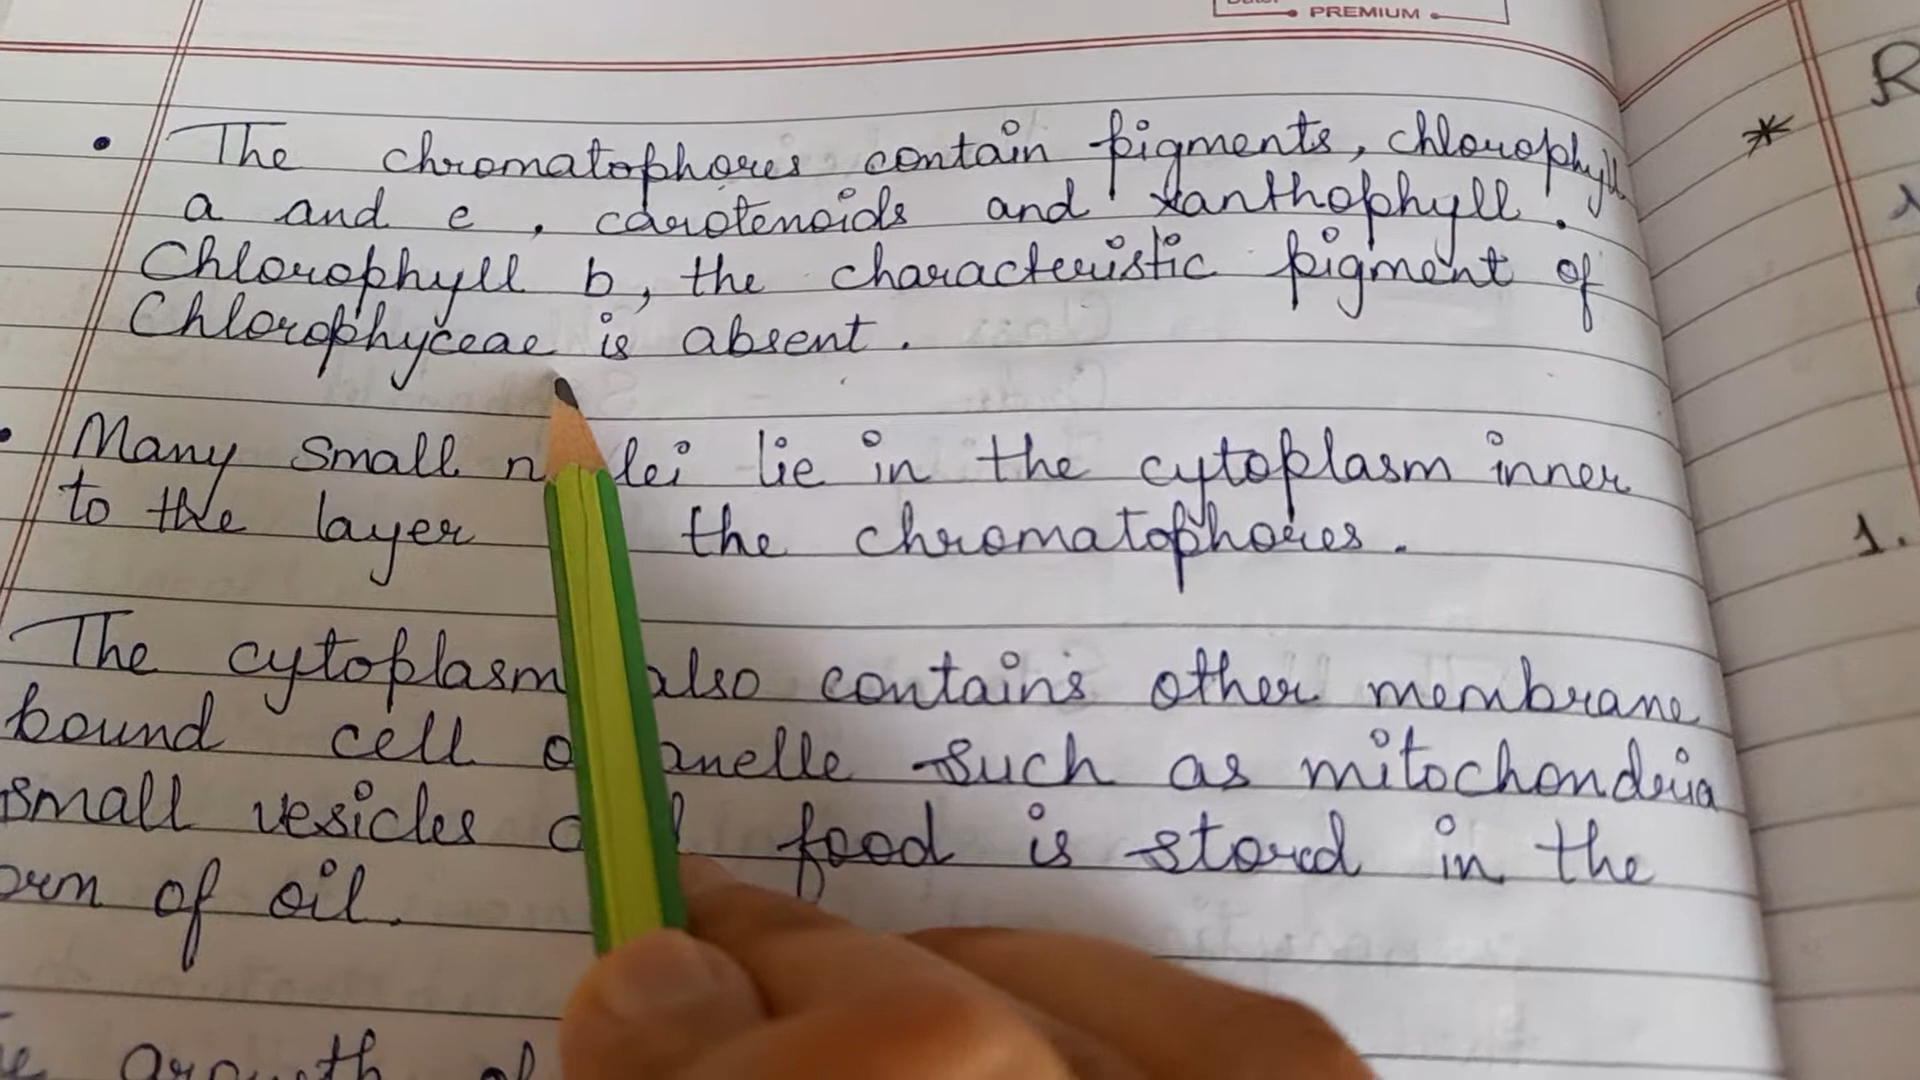 PREMIUM
• The chromatophores contain pigments, chlorophyll
a and e, carotenoids and xanthophyll.
Chlorophyll b, the characteristic pigment of
Chlorophyceae is absent.
• Many small lie in the cytoplasm inner
to the layer the chromatophores.
The cytoplasm also contains other membrane
bound cell such as mitochondria
small vesicles food is stored in the
of oil.
growth
* R
1.